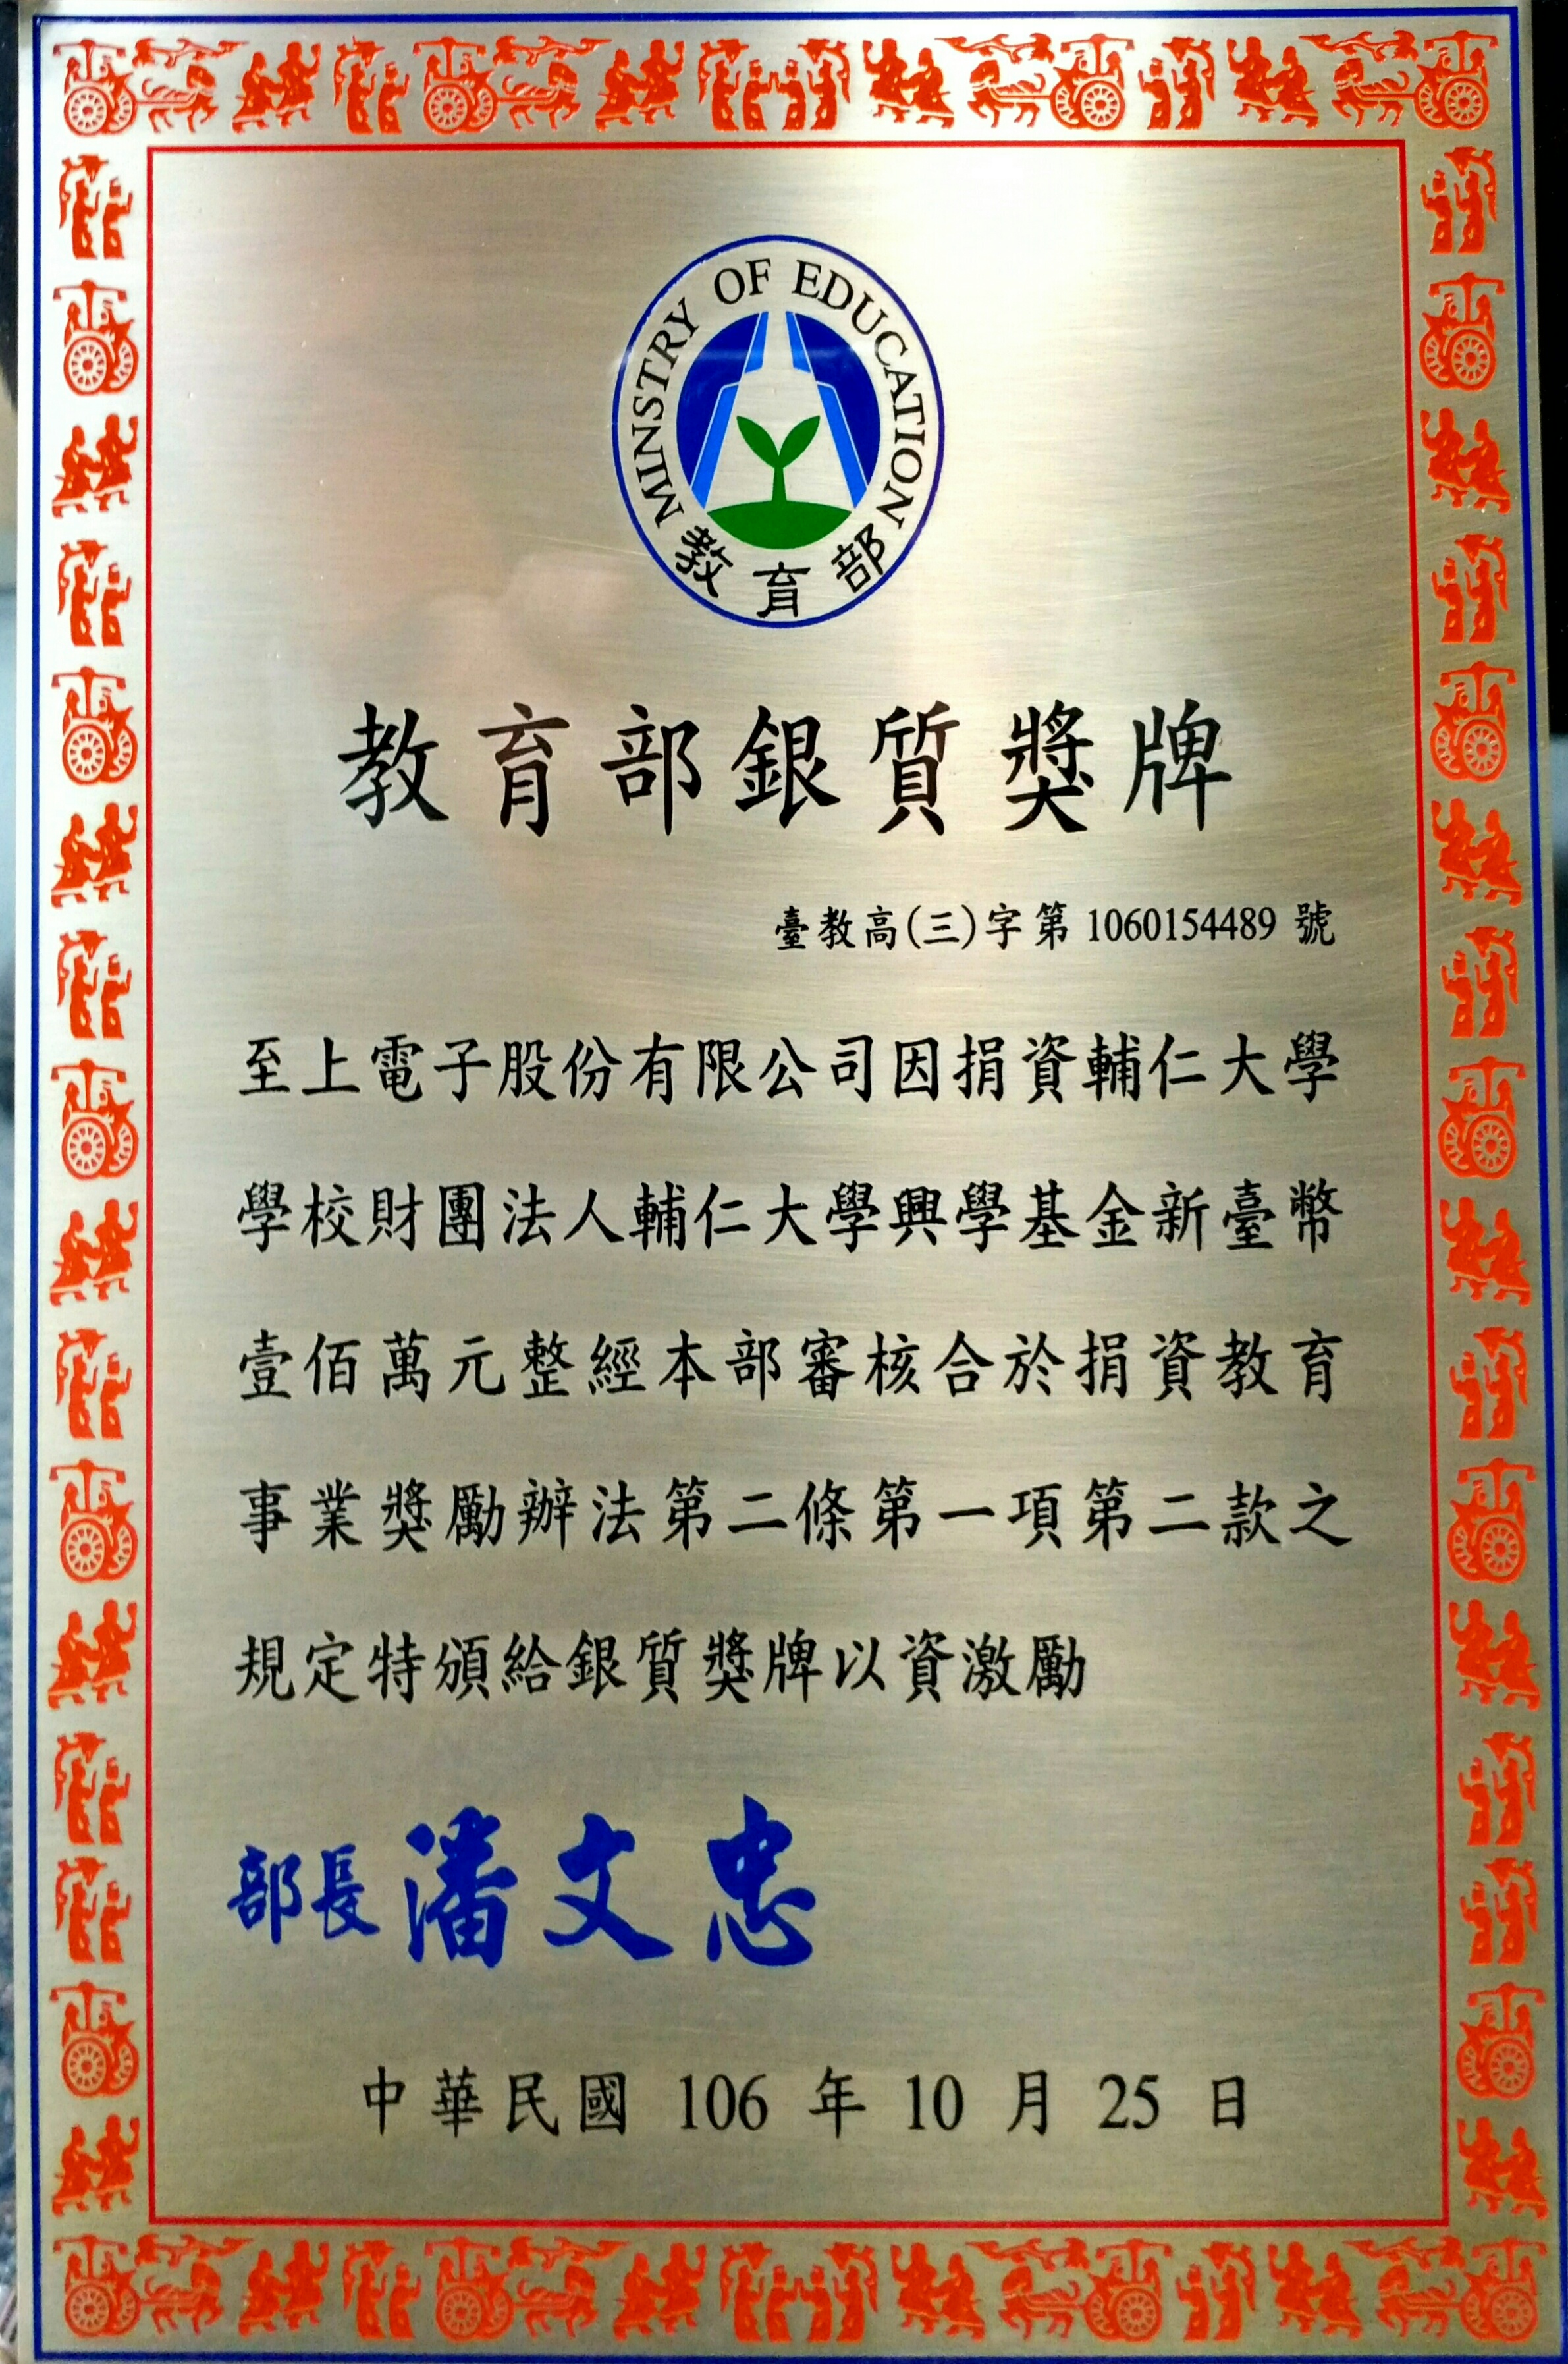 MINISTRY OF EDUCATION
教育部
教育部銀質獎牌
臺教高(三)字第 1060154489 號
至上電子股份有限公司因捐資輔仁大學
學校財團法人輔仁大學興學基金新臺幣
壹佰萬元整經本部審核合於捐資教育
事業獎勵辦法第二條第一項第二款之
規定特頒給銀質獎牌以資激勵
部長潘文忠
中華民國 106 年 10 月 25 日